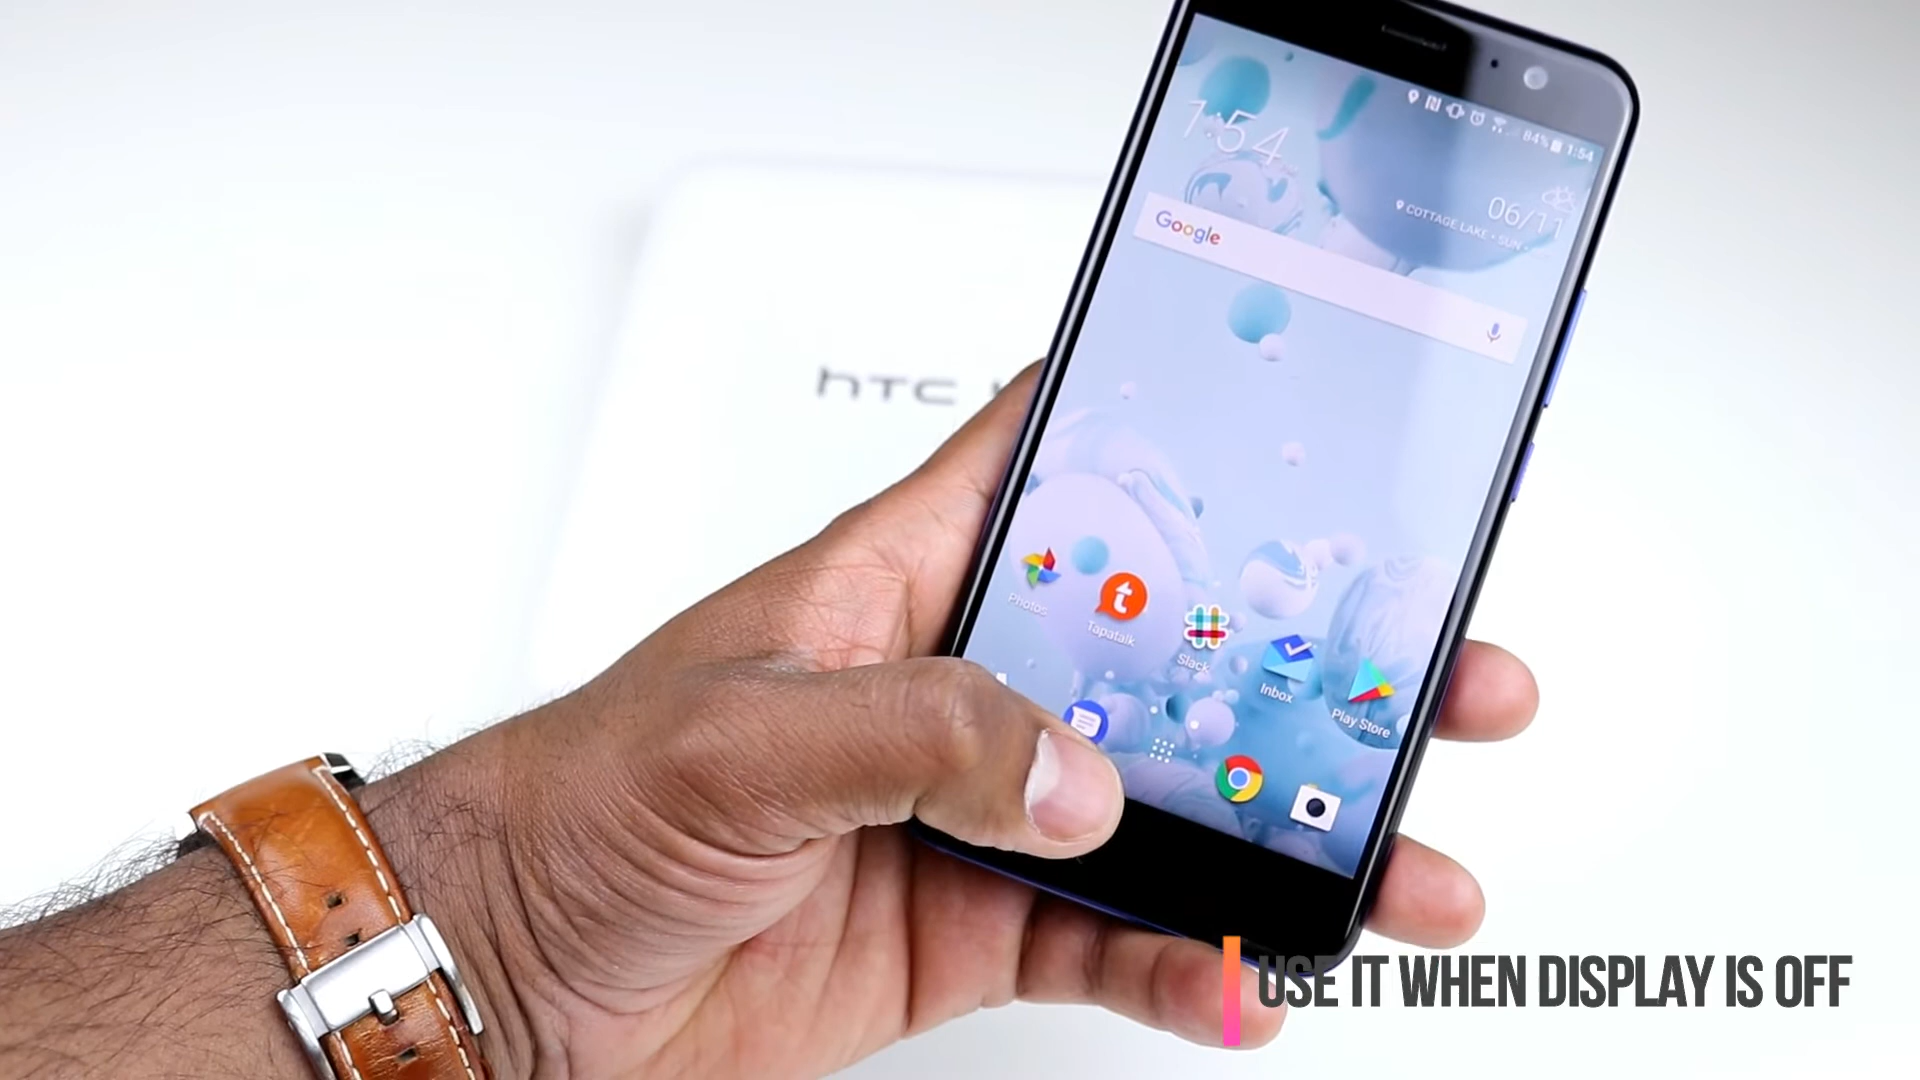 84% 1:54
7:54
06/11
COTTAGE LAKE • SUN •
Google
hTC
Photos
Tapatalk
Slack
Inbox
Play Store
USE IT WHEN DISPLAY IS OFF